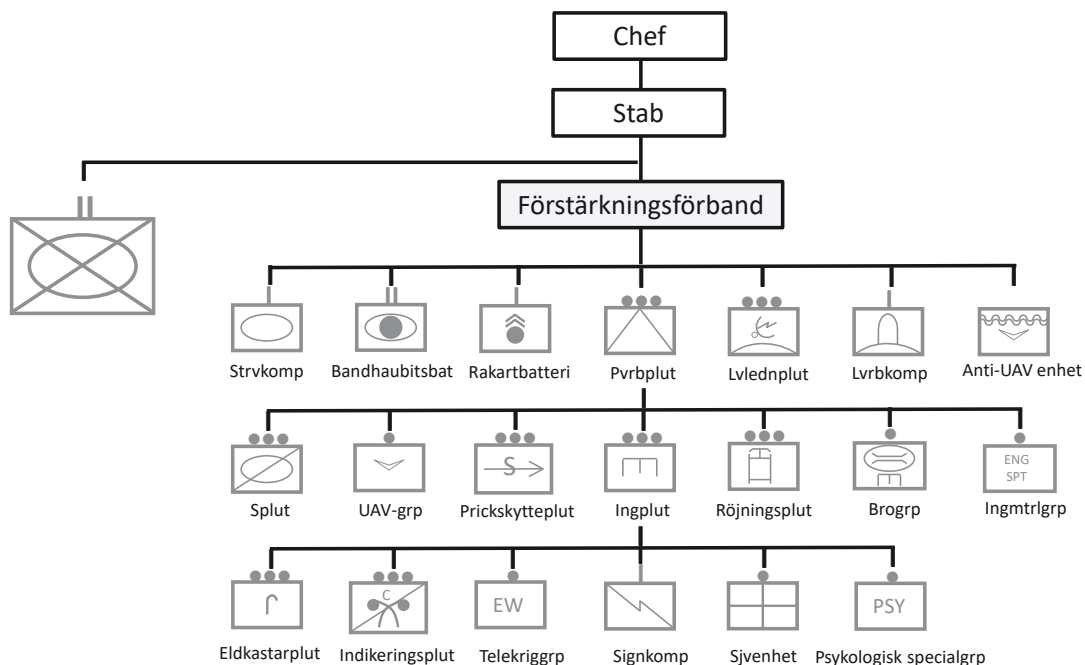 Chef
Stab
Förstärkningsförband
Strvkomp
Bandhaubitsbat
Rakartbatteri
Pvrbplut
Lvlednplut
Lvrbkomp
Anti-UAV enhet
S
ENG
SPT
Splut
UAV-grp
Prickskytteplut
Ingplut
Röjningsplut
Brogrp
Ingmtrlgrp
C
EW
PSY
Eldkastarplut
Indikeringsplut
Telekriggrp
Signkomp
Sjvenhet
Psykologisk specialgrp